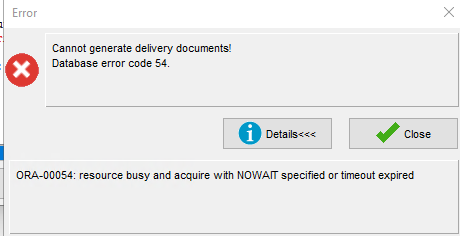 Error
Cannot generate delivery documents!
Database error code 54.
Details<<<
Close
ORA-00054: resource busy and acquire with NOWAIT specified or timeout expired